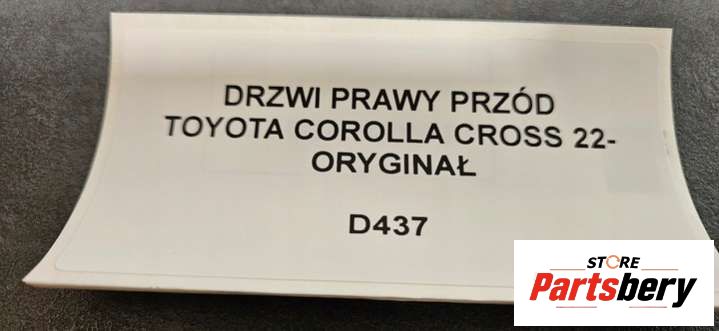 DRZWI PRAWY PRZÓD
TOYOTA COROLLA CROSS 22-
ORYGINAŁ
D437
STORE
Partsbery